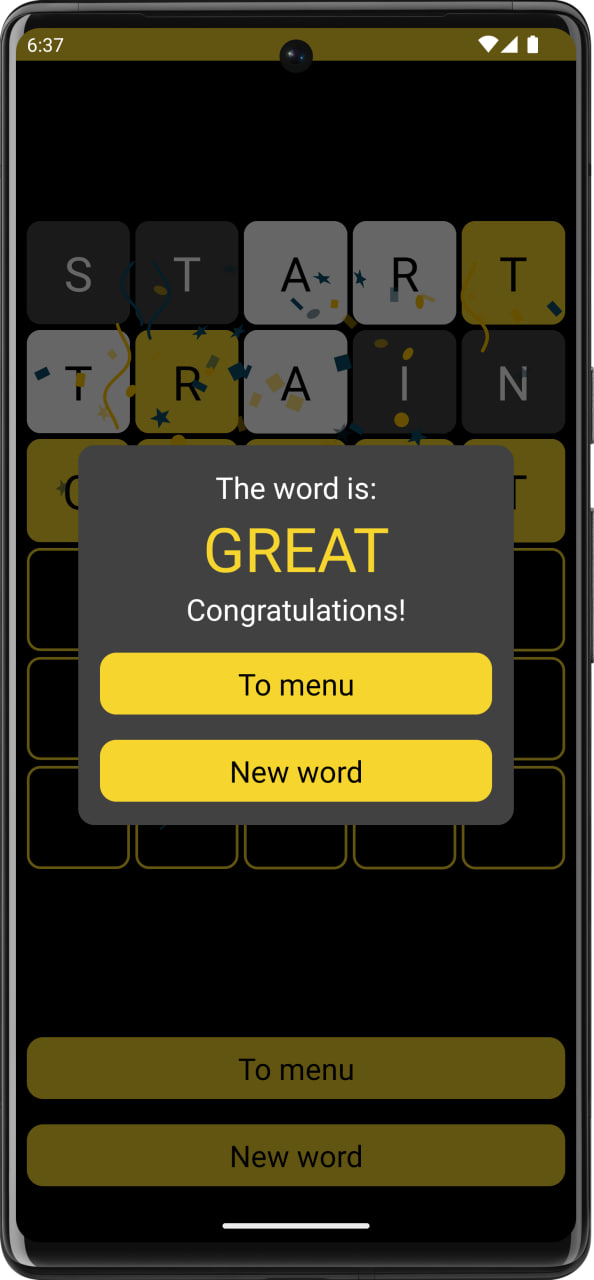 6:37
S T A R T
T R A I N
T
The word is:
GREAT
Congratulations!
To menu
New word
To menu
New word